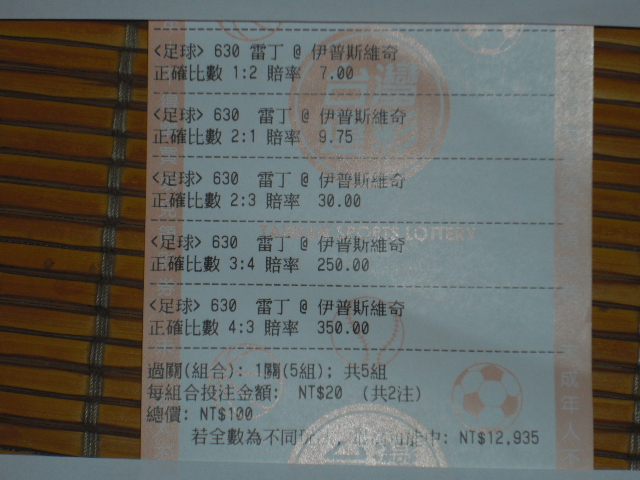 <足球> 630 雷丁 @ 伊普斯維奇
正確比數 1:2 賠率 7.00
<足球> 630 雷丁 @ 伊普斯維奇
正確比數 2:1 賠率 9.75
<足球> 630 雷丁 @ 伊普斯維奇
正確比數 2:3 賠率 30.00
TAIWAN SPORTS LOTTERY
<足球> 630 雷丁 @ 伊普斯維奇
正確比數 3:4 賠率 250.00
<足球> 630 雷丁 @ 伊普斯維奇
正確比數 4:3 賠率 350.00
過關(組合): 1關(5組); 共5組
每組合投注金額: NT$20 (共2注)
總價: NT$100
若全數為不同 能中: NT$12,935
成年人